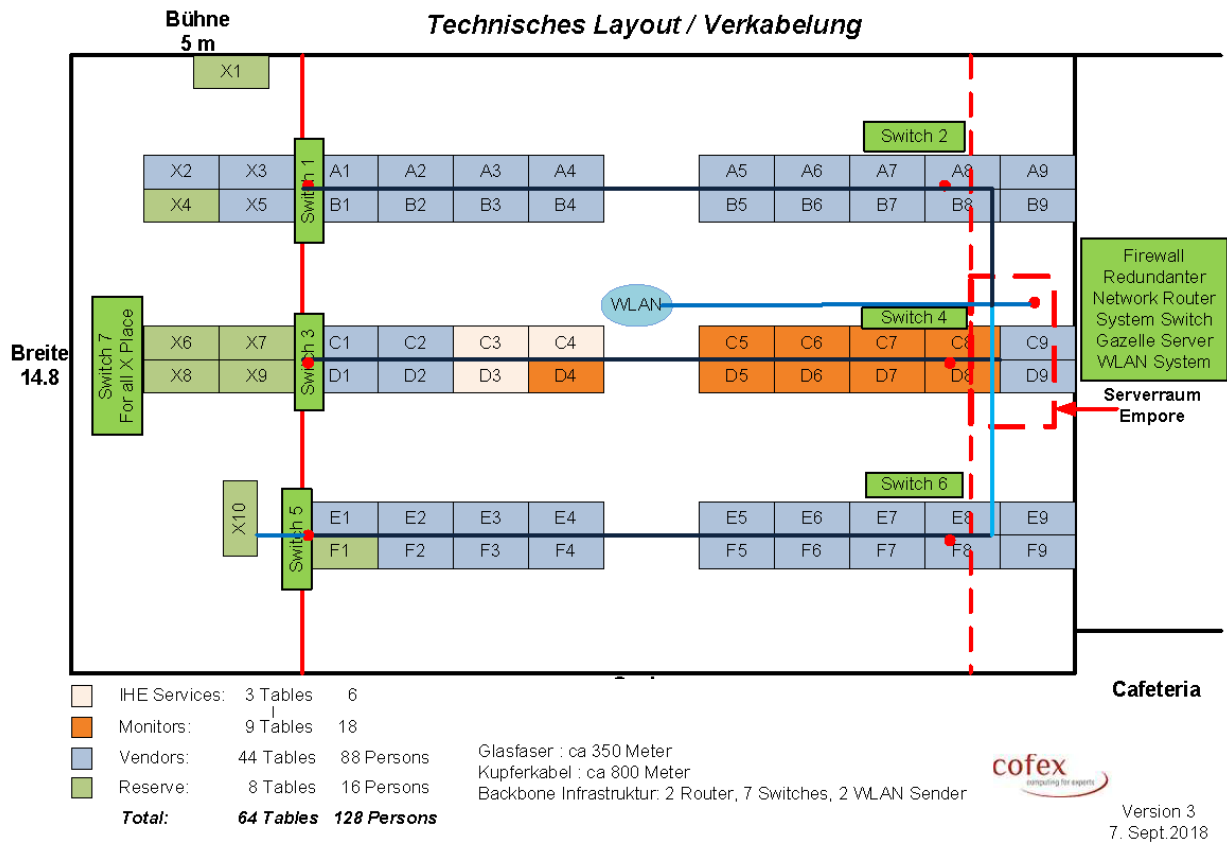 Technisches Layout / Verkabelung
Bühne
5 m
X1
Switch 2
X2 X3 Switch 1 A1 A2 A3 A4 A5 A6 A7 A8 A9
X4 X5 B1 B2 B3 B4 B5 B6 B7 B8 B9
Firewall
Redundanter
Network Router
System Switch
Gazelle Server
WLAN System
WLAN
Switch 4
Breite
14.8
Switch 7
For all X Place
X6 X7 Switch 3 C1 C2 C3 C4 C5 C6 C7 C8 C9
X8 X9 D1 D2 D3 D4 D5 D6 D7 D8 D9
Serverraum
Empore
Switch 6
X10 Switch 5 E1 E2 E3 E4 E5 E6 E7 E8 E9
F1 F2 F3 F4 F5 F6 F7 F8 F9
Cafeteria
IHE Services: 3 Tables 6
Monitors: 9 Tables 18
Vendors: 44 Tables 88 Persons
Reserve: 8 Tables 16 Persons
Total: 64 Tables 128 Persons
Glasfaser : ca 350 Meter
Kupferkabel : ca 800 Meter
Backbone Infrastruktur: 2 Router, 7 Switches, 2 WLAN Sender
cofex
computing for experts
Version 3
7. Sept.2018